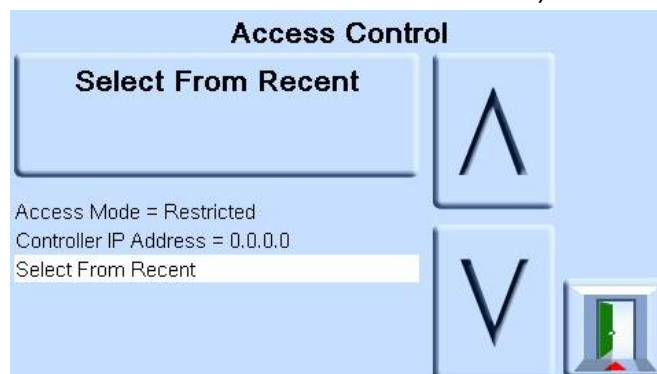 Access Control
Select From Recent
Access Mode = Restricted
Controller IP Address = 0.0.0.0
Select From Recent